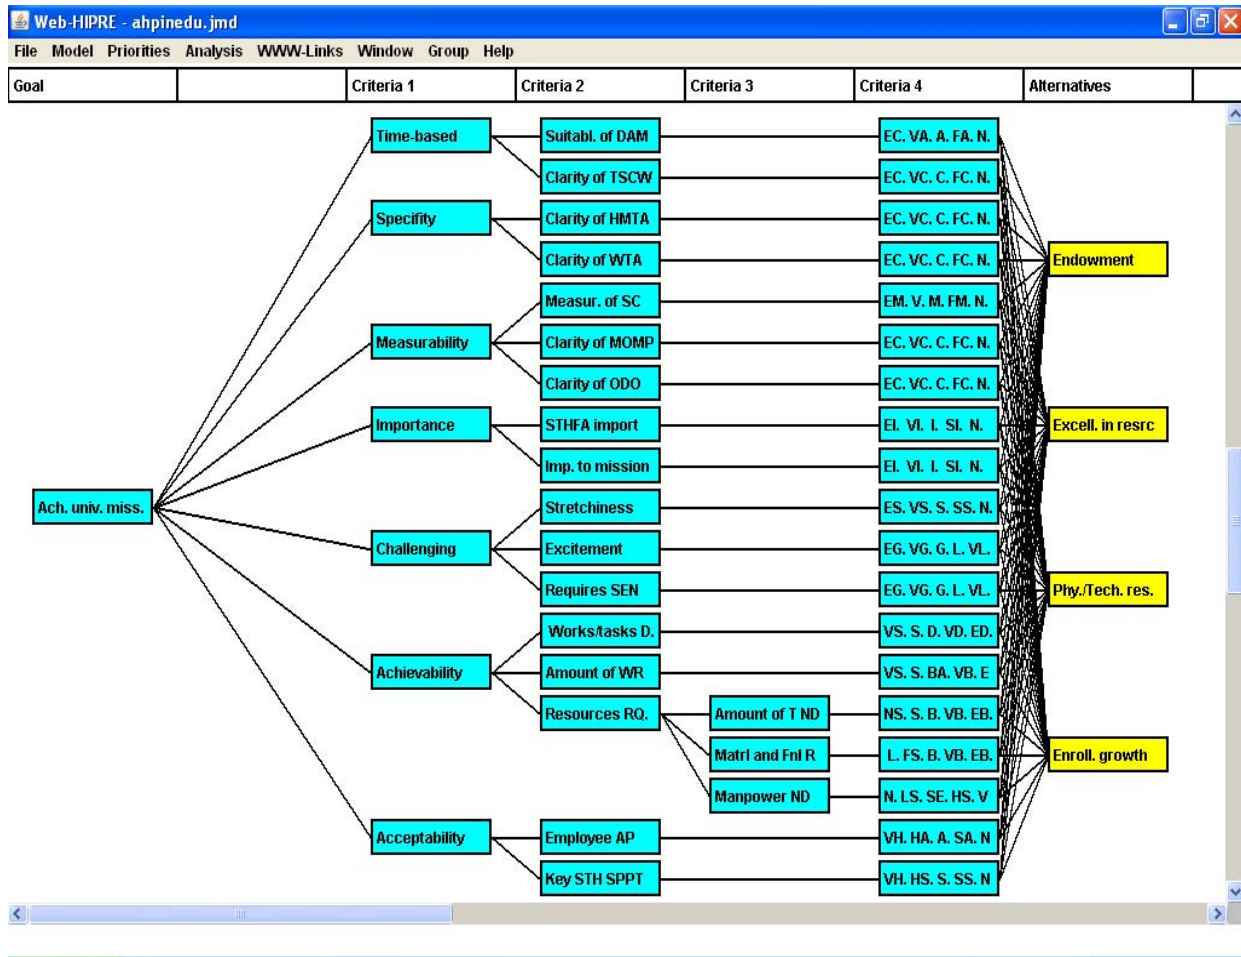 Web-HIPRE - ahpinedu.jmd
File Model Priorities Analysis WWW-Links Window Group Help
Goal Criteria 1 Criteria 2 Criteria 3 Criteria 4 Alternatives
Time-based Suitabl. of DAM EC. VA. A. FA. N.
Clarity of TSCW EC. VC. C. FC. N.
Specifity Clarity of HMTA EC. VC. C. FC. N.
Clarity of WTA EC. VC. C. FC. N. Endowment
Measur. of SC EM. V. M. FM. N.
Measurability Clarity of MOMP EC. VC. C. FC. N.
Clarity of ODO EC. VC. C. FC. N.
Importance STHFA import EI. VI. I. SI. N. Excell. in resrc
Imp. to mission EI. VI. I. SI. N.
Ach. univ. miss. Stretchiness ES. VS. S. SS. N.
Challenging Excitement EG. VG. G. L. VL.
Requires SEN EG. VG. G. L. VL. Phy./Tech. res.
Works/tasks D. VS. S. D. VD. ED.
Achievability Amount of WR VS. S. BA. VB. E
Resources RQ. Amount of T ND NS. S. B. VB. EB.
Matrl and Fnl R L. FS. B. VB. EB. Enroll. growth
Manpower ND N. LS. SE. HS. V
Acceptability Employee AP VH. HA. A. SA. N
Key STH SPPT VH. HS. S. SS. N